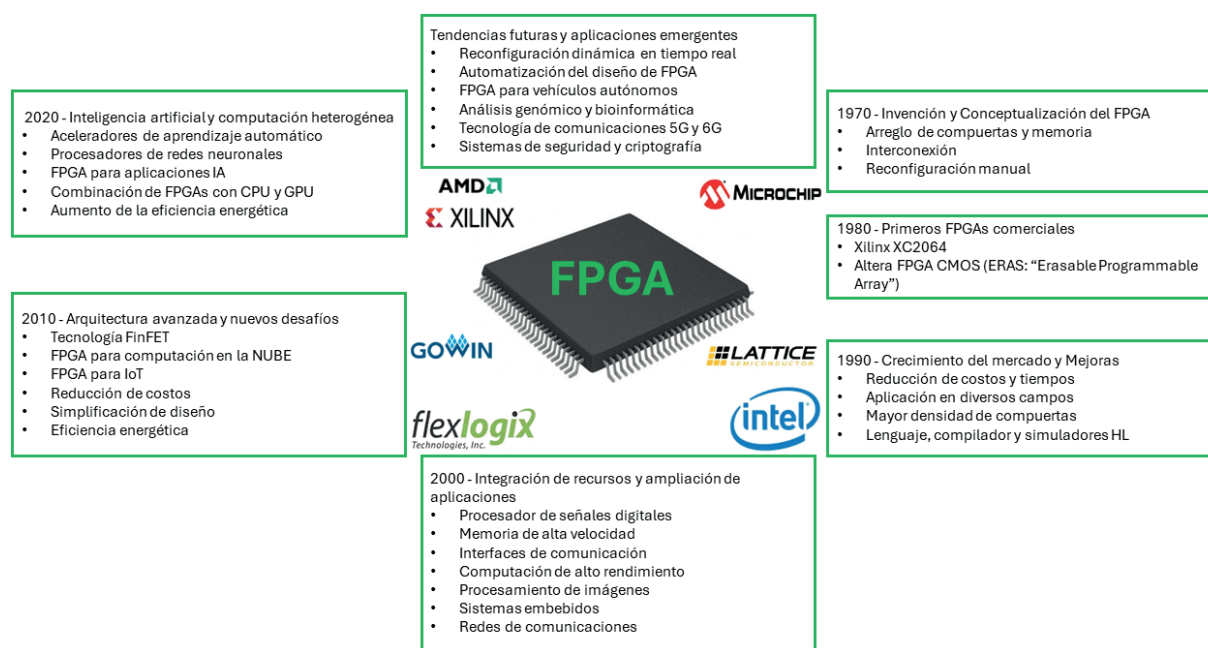 Tendencias futuras y aplicaciones emergentes
• Reconfiguración dinámica en tiempo real
• Automatización del diseño de FPGA
• FPGA para vehículos autónomos
• Análisis genómico y bioinformática
• Tecnología de comunicaciones 5G y 6G
• Sistemas de seguridad y criptografía
2020 - Inteligencia artificial y computación heterogénea
• Aceleradores de aprendizaje automático
• Procesadores de redes neuronales
• FPGA para aplicaciones IA
• Combinación de FPGAs con CPU y GPU
• Aumento de la eficiencia energética
1970 - Invención y Conceptualización del FPGA
• Arreglo de compuertas y memoria
• Interconexión
• Reconfiguración manual
AMD
XILINX
MICROCHIP
1980 - Primeros FPGAs comerciales
• Xilinx XC2064
• Altera FPGA CMOS (ERAS: “Erasable Programmable
Array”)
FPGA
2010 - Arquitectura avanzada y nuevos desafíos
• Tecnología FinFET
• FPGA para computación en la NUBE
• FPGA para IoT
• Reducción de costos
• Simplificación de diseño
• Eficiencia energética
GOWIN
LATTICE
SEMICONDUCTOR
1990 - Crecimiento del mercado y Mejoras
• Reducción de costos y tiempos
• Aplicación en diversos campos
• Mayor densidad de compuertas
• Lenguaje, compilador y simuladores HL
flexlogix
Technologies, Inc.
intel
2000 - Integración de recursos y ampliación de
aplicaciones
• Procesador de señales digitales
• Memoria de alta velocidad
• Interfaces de comunicación
• Computación de alto rendimiento
• Procesamiento de imágenes
• Sistemas embebidos
• Redes de comunicaciones